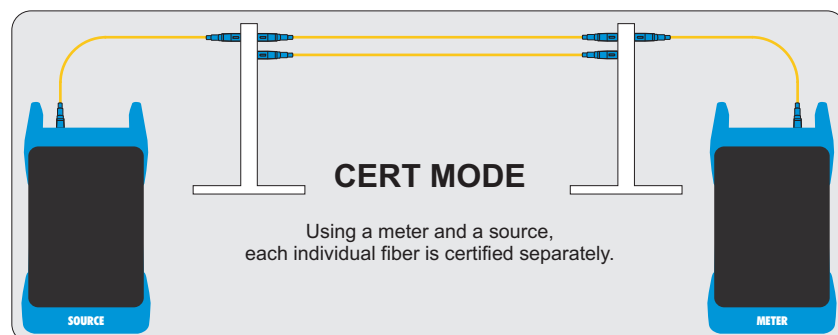 CERT MODE
Using a meter and a source,
each individual fiber is certified separately.
SOURCE
METER